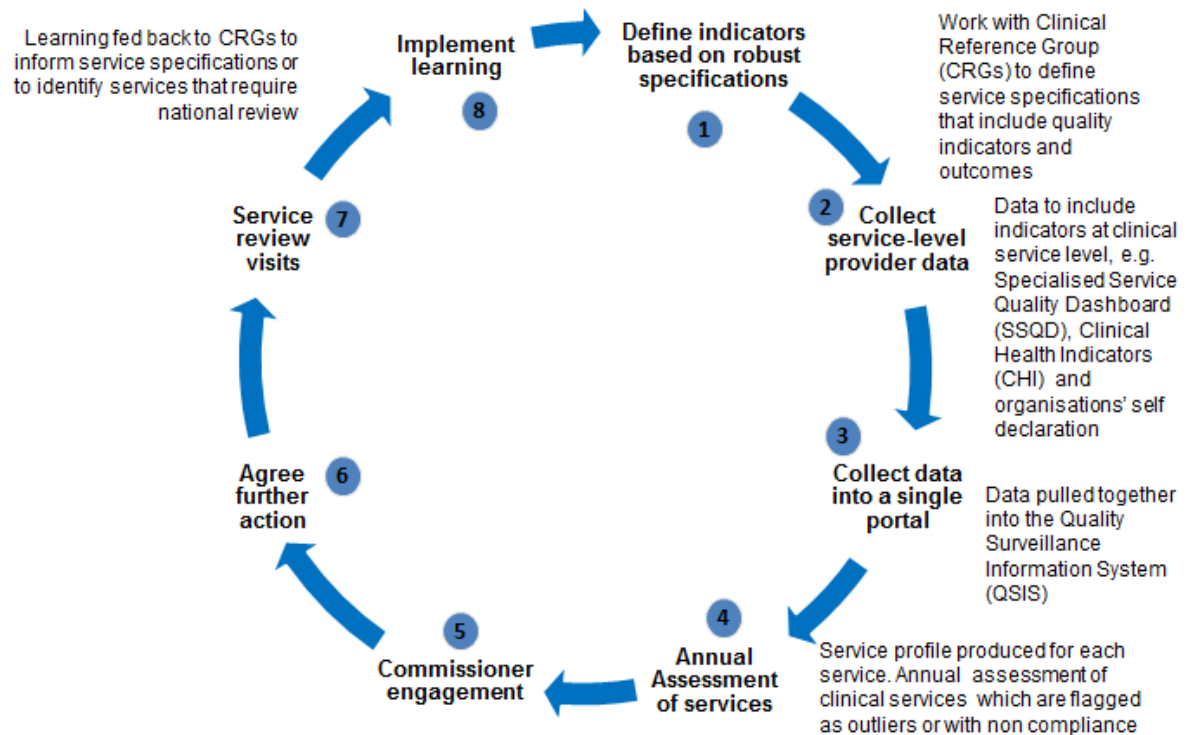 Define indicators
based on robust
specifications
1
Work with Clinical
Reference Group
(CRGs) to define
service specifications
that include quality
indicators and
outcomes
2
Collect
service-level
provider data
Data to include
indicators at clinical
service level, e.g.
Specialised Service
Quality Dashboard
(SSQD), Clinical
Health Indicators
(CHI) and
organisations' self
declaration
3
Collect data
into a single
portal
Data pulled together
into the Quality
Surveillance
Information System
(QSIS)
4
Annual
Assessment
of services
Service profile produced for each
service. Annual assessment of
clinical services which are flagged
as outliers or with non compliance
5
Commissioner
engagement
6
Agree
further
action
7
Service
review
visits
Implement
learning
8
Learning fed back to CRGs to
inform service specifications or
to identify services that require
national review